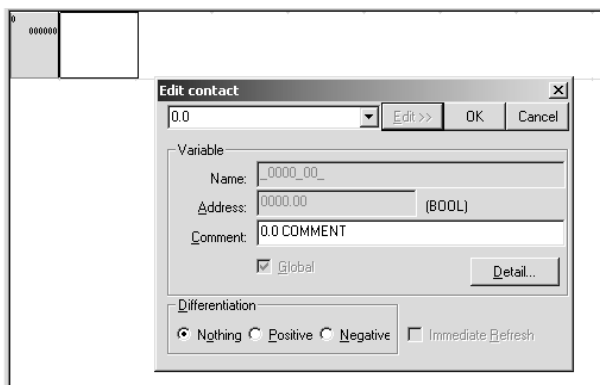 0
000000
Edit contact
0.0 Edit >> OK Cancel
Variable
Name: _0000_00_
Address: 0000.00 (BOOL)
Comment: 0.0 COMMENT
Global Detail...
Differentiation
Nothing Positive Negative Immediate Refresh